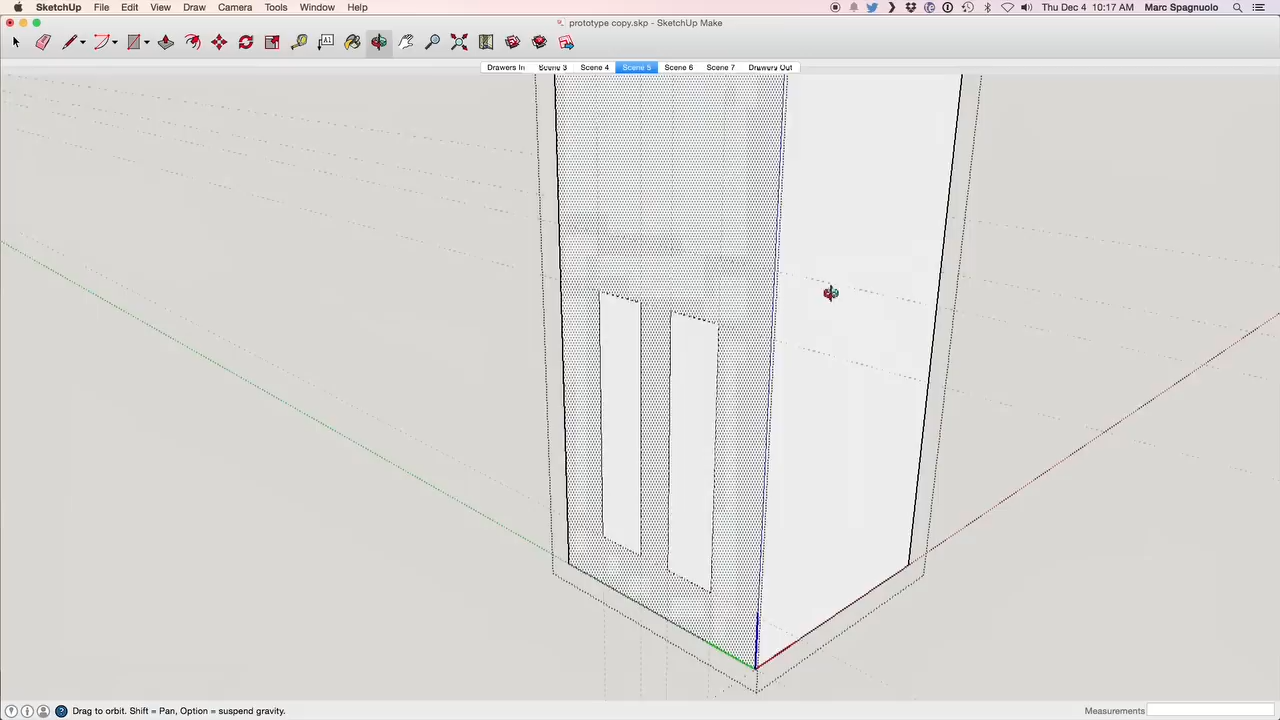 SketchUp File Edit View Draw Camera Tools Window Help Thu Dec 4 10:17 AM Marc Spagnuolo
prototype copy.skp - SketchUp Make
A1
Drawers In Scene 3 Scene 4 Scene 5 Scene 6 Scene 7 Drawers Out
Drag to orbit. Shift = Pan, Option = suspend gravity. Measurements